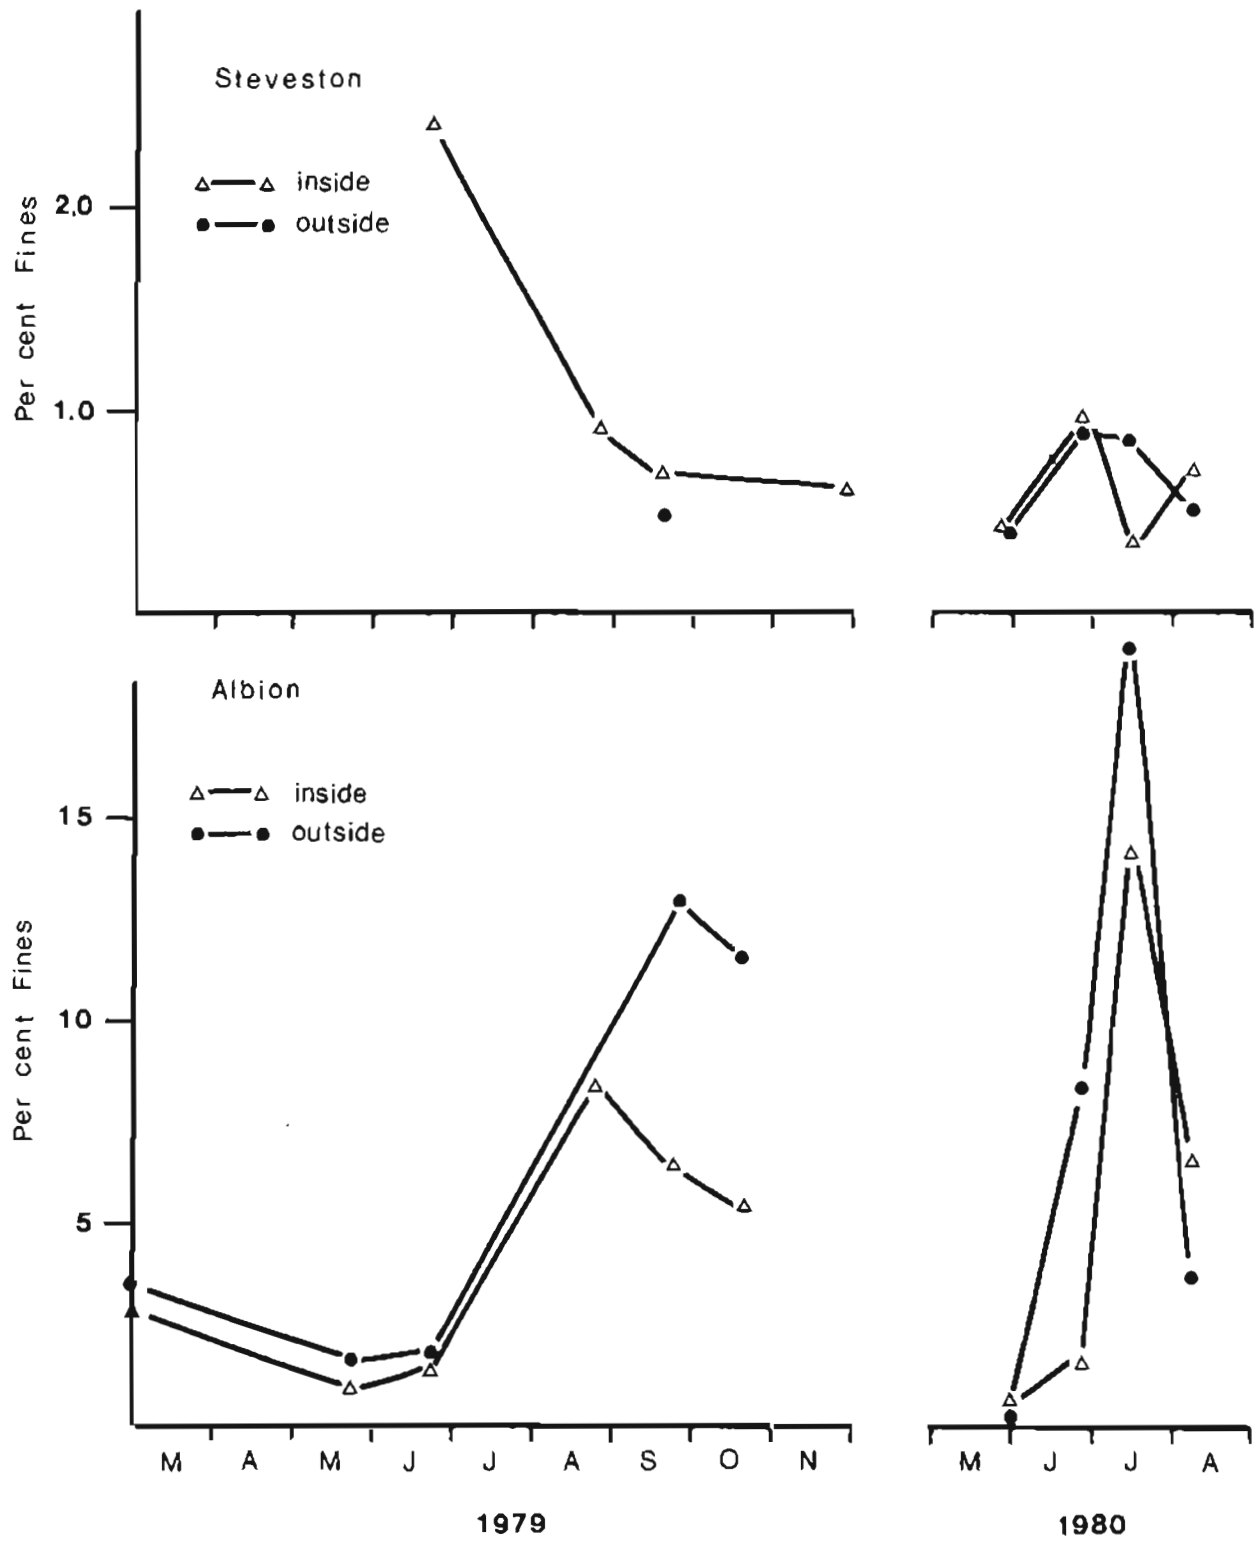 Steveston
inside
outside
2.0
1.0
Per cent Fines
Albion
inside
outside
15
10
5
Per cent Fines
M A M J J A S O N M J J A
1979 1980